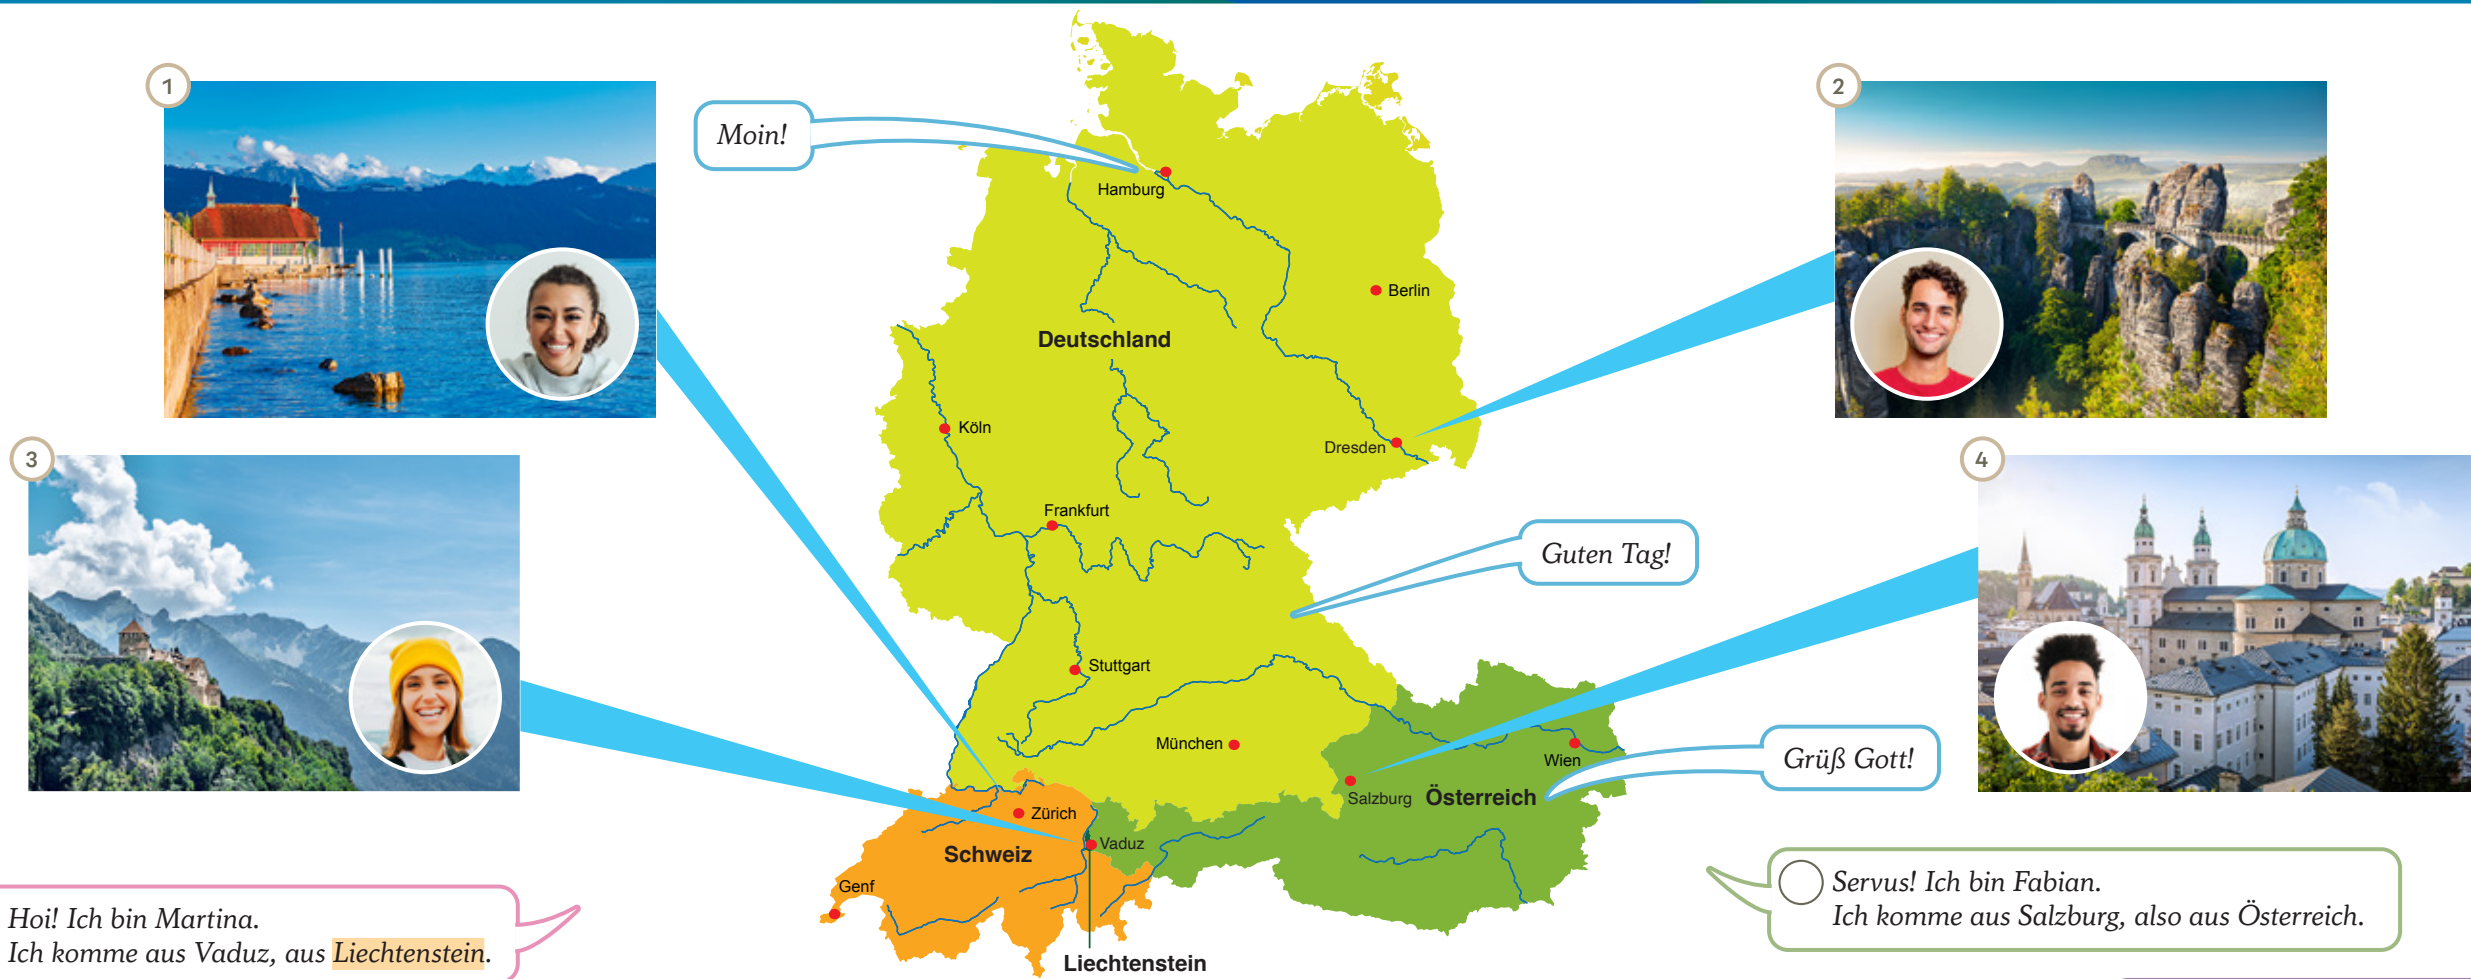 1
2
Moin!
Hamburg
Berlin
Deutschland
Köln
Dresden
3
4
Frankfurt
Guten Tag!
Stuttgart
München
Wien
Grüß Gott!
Salzburg
Österreich
Zürich
Vaduz
Schweiz
Genf
Liechtenstein
Hoi! Ich bin Martina.
Ich komme aus Vaduz, aus Liechtenstein.
Servus! Ich bin Fabian.
Ich komme aus Salzburg, also aus Österreich.